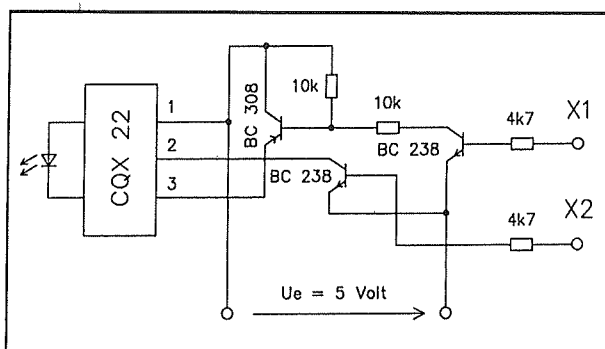 CQX 22
1
2
3
BC 308
10k
10k
BC 238
BC 238
4k7
X1
4k7
X2
Ue = 5 Volt